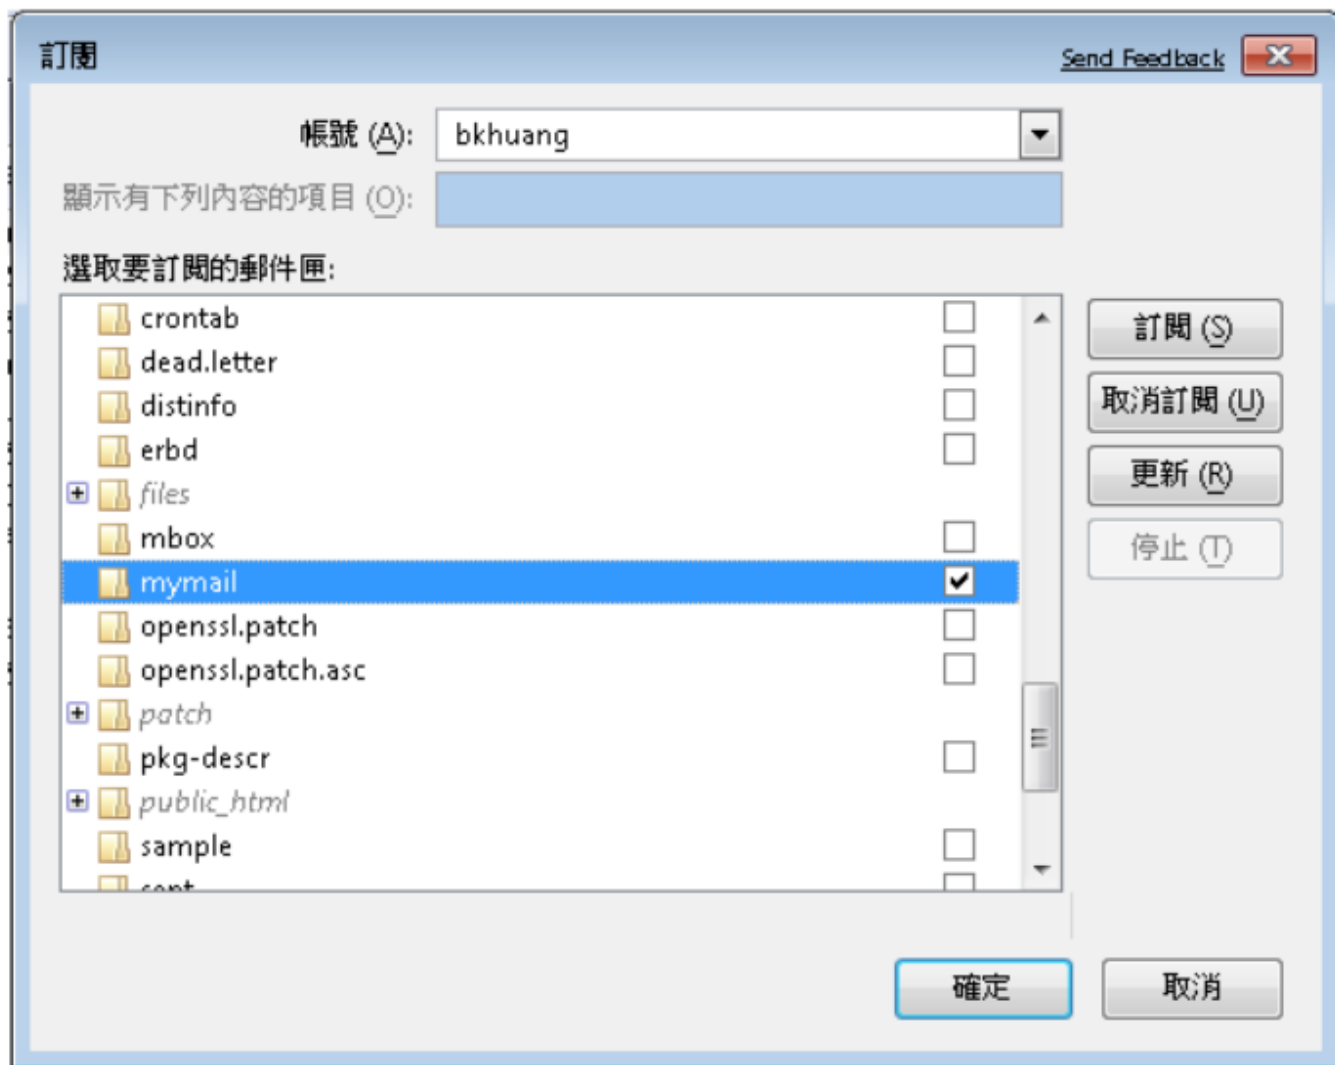 訂閱
Send Feedback
帳號 (A):
bkhuang
顯示有下列內容的項目 (O):
選取要訂閱的郵件匣:
crontab
dead.letter
distinfo
erbd
files
mbox
mymail
openssl.patch
openssl.patch.asc
patch
pkg-descr
public_html
sample
訂閱 (S)
取消訂閱 (U)
更新 (R)
停止 (T)
確定
取消